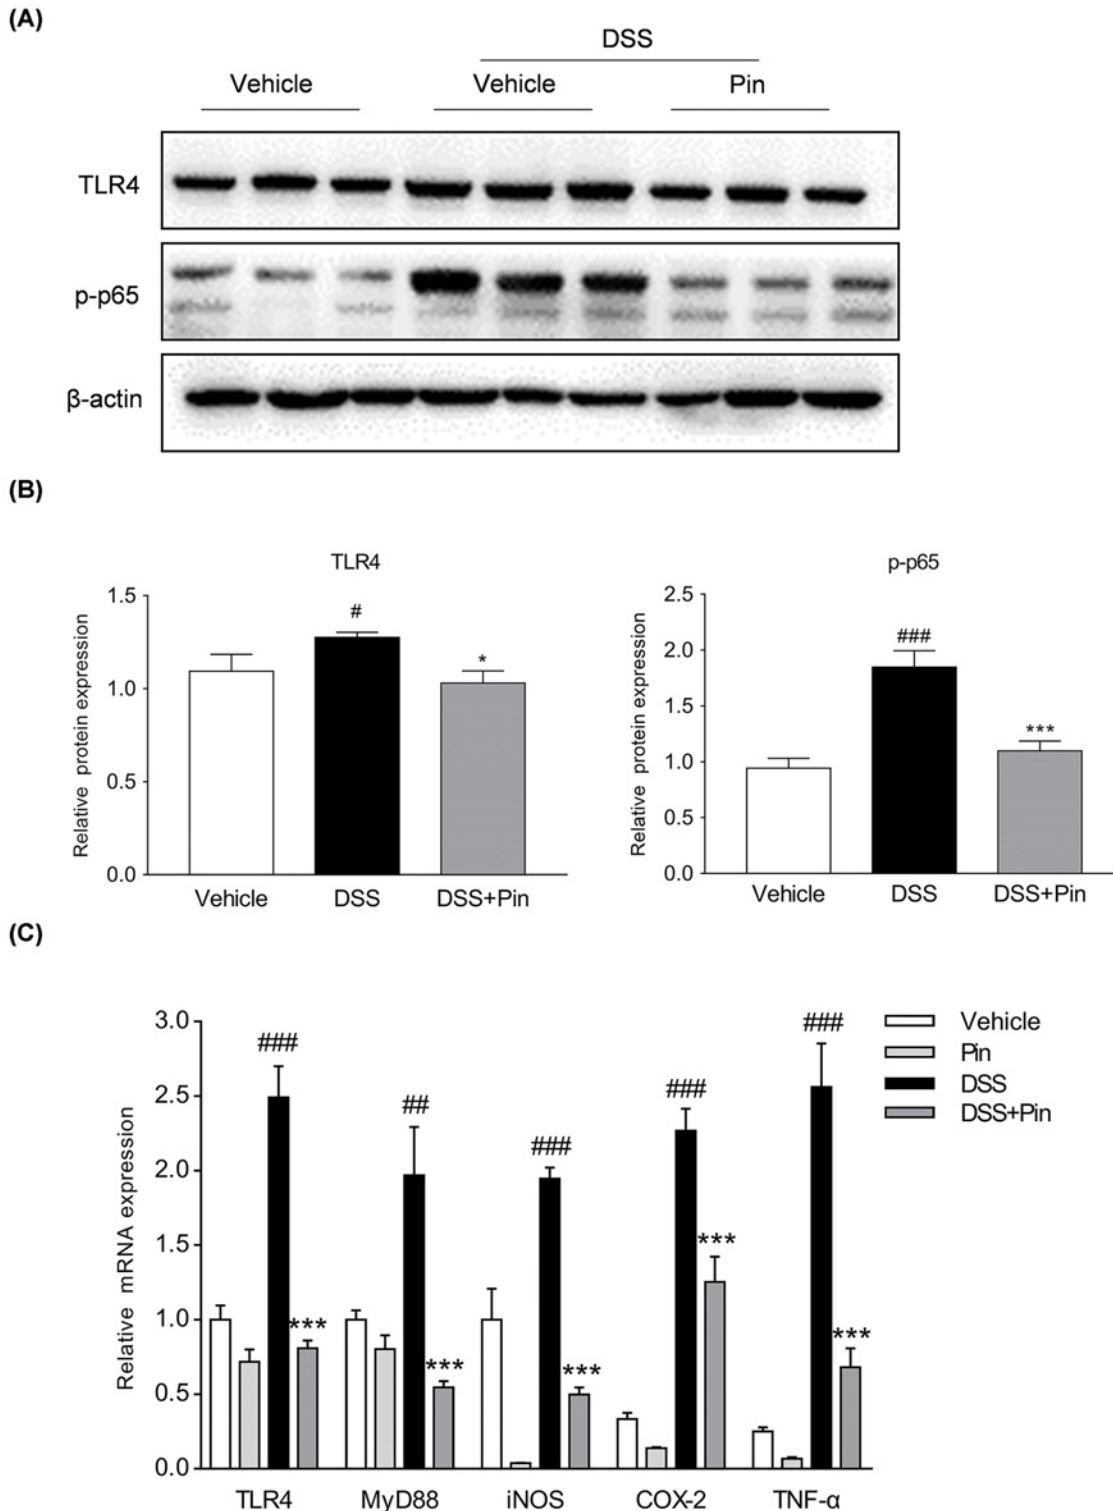 (A)
DSS
Vehicle Vehicle Pin
TLR4
p-p65
β-actin
(B)
TLR4
Relative protein expression
1.5
1.0
0.5
0.0
#
*
Vehicle DSS DSS+Pin
p-p65
Relative protein expression
2.5
2.0
1.5
1.0
0.5
0.0
###
***
Vehicle DSS DSS+Pin
(C)
Relative mRNA expression
3.0
2.5
2.0
1.5
1.0
0.5
0.0
### ## ### ### ###
*** *** *** *** ***
TLR4 MyD88 iNOS COX-2 TNF-α
Vehicle
Pin
DSS
DSS+Pin